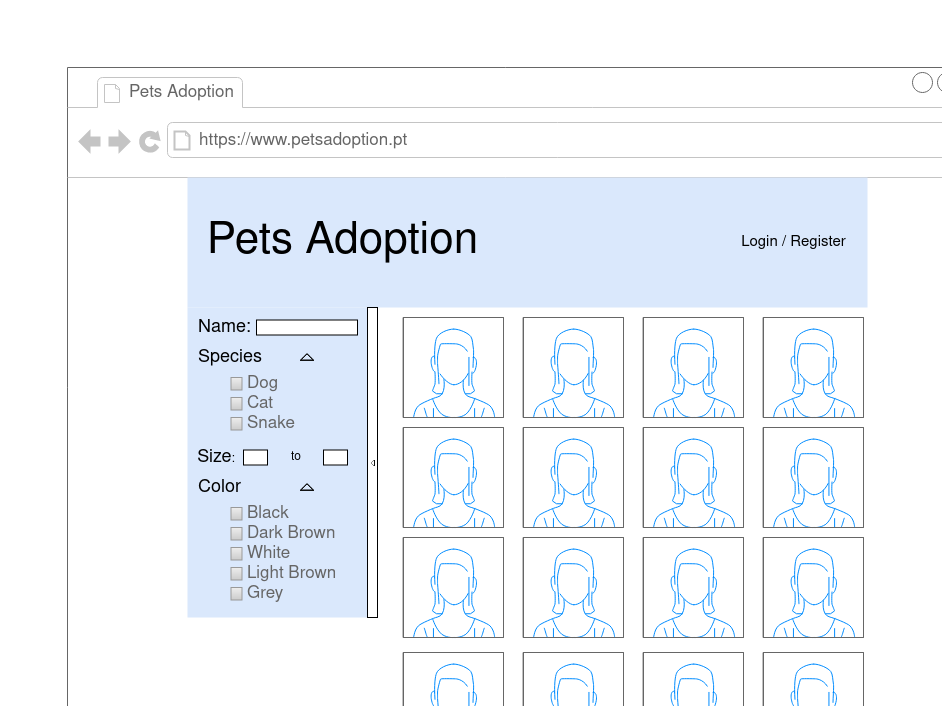 Pets Adoption
https://www.petsadoption.pt
Pets Adoption
Login / Register
Name:
Species
Dog
Cat
Snake
Size: to
Color
Black
Dark Brown
White
Light Brown
Grey